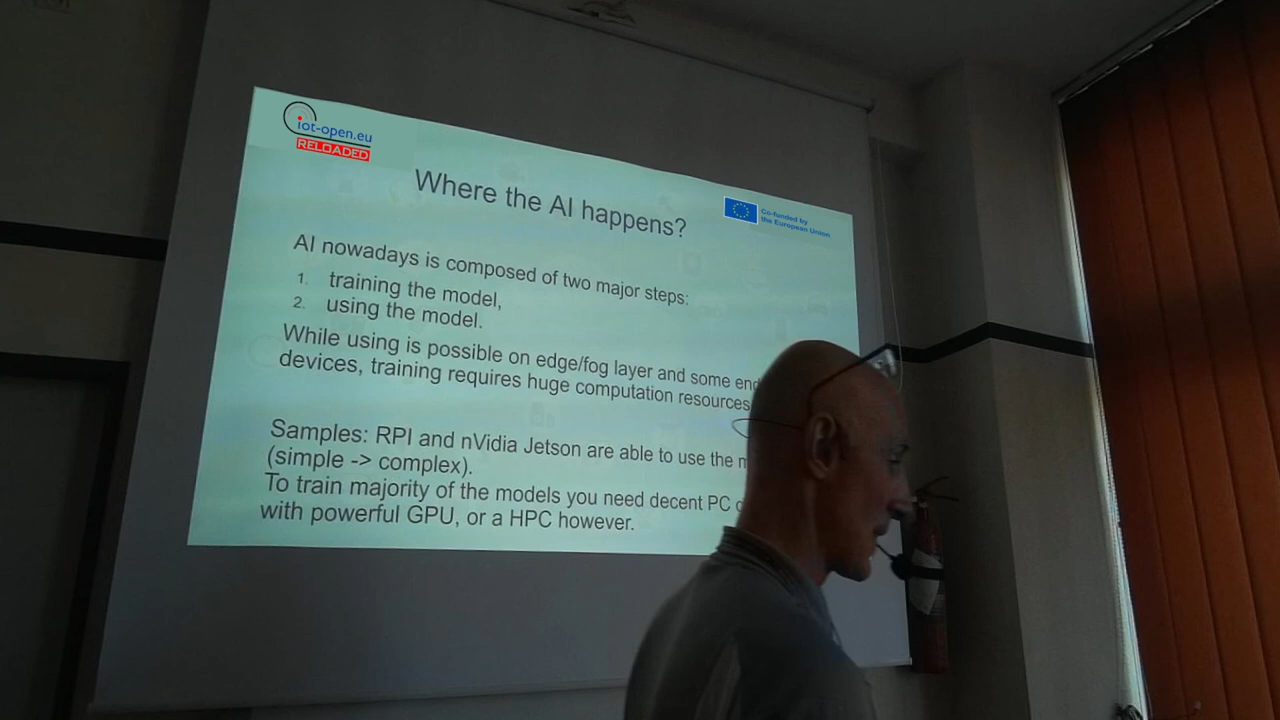 iot-open.eu
RELOADED
Where the AI happens?
Co-funded by
the European Union
AI nowadays is composed of two major steps:
1. training the model,
2. using the model.
While using is possible on edge/fog layer and some end
devices, training requires huge computation resources
Samples: RPI and nVidia Jetson are able to use the
(simple -> complex).
To train majority of the models you need decent PC
with powerful GPU, or a HPC however.